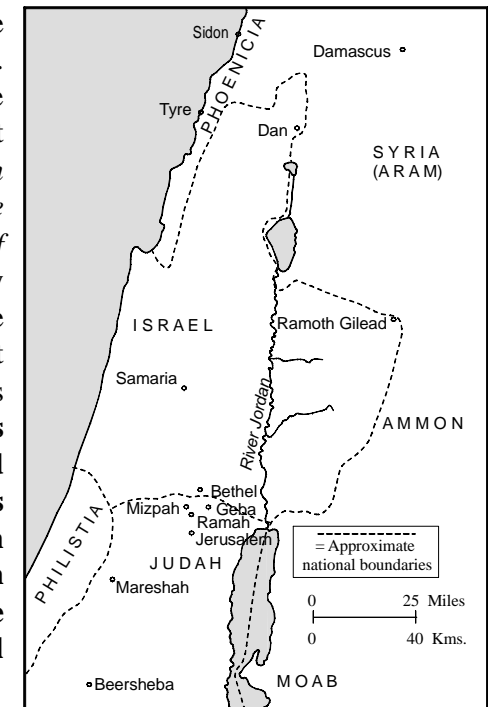 e
.
e
t
n
e
f
y
e
t
s
s
d
s
n
n
e
d
Sidon
PHOENICIA
Damascus
Tyre
Dan
SYRIA
(ARAM)
ISRAEL
Ramoth Gilead
Samaria
River Jordan
AMMON
Bethel
Mizpah
Geba
Ramah
Jerusalem
PHILISTIA
JUDAH
= Approximate
national boundaries
Mareshah
0 25 Miles
0 40 Kms.
MOAB
Beersheba